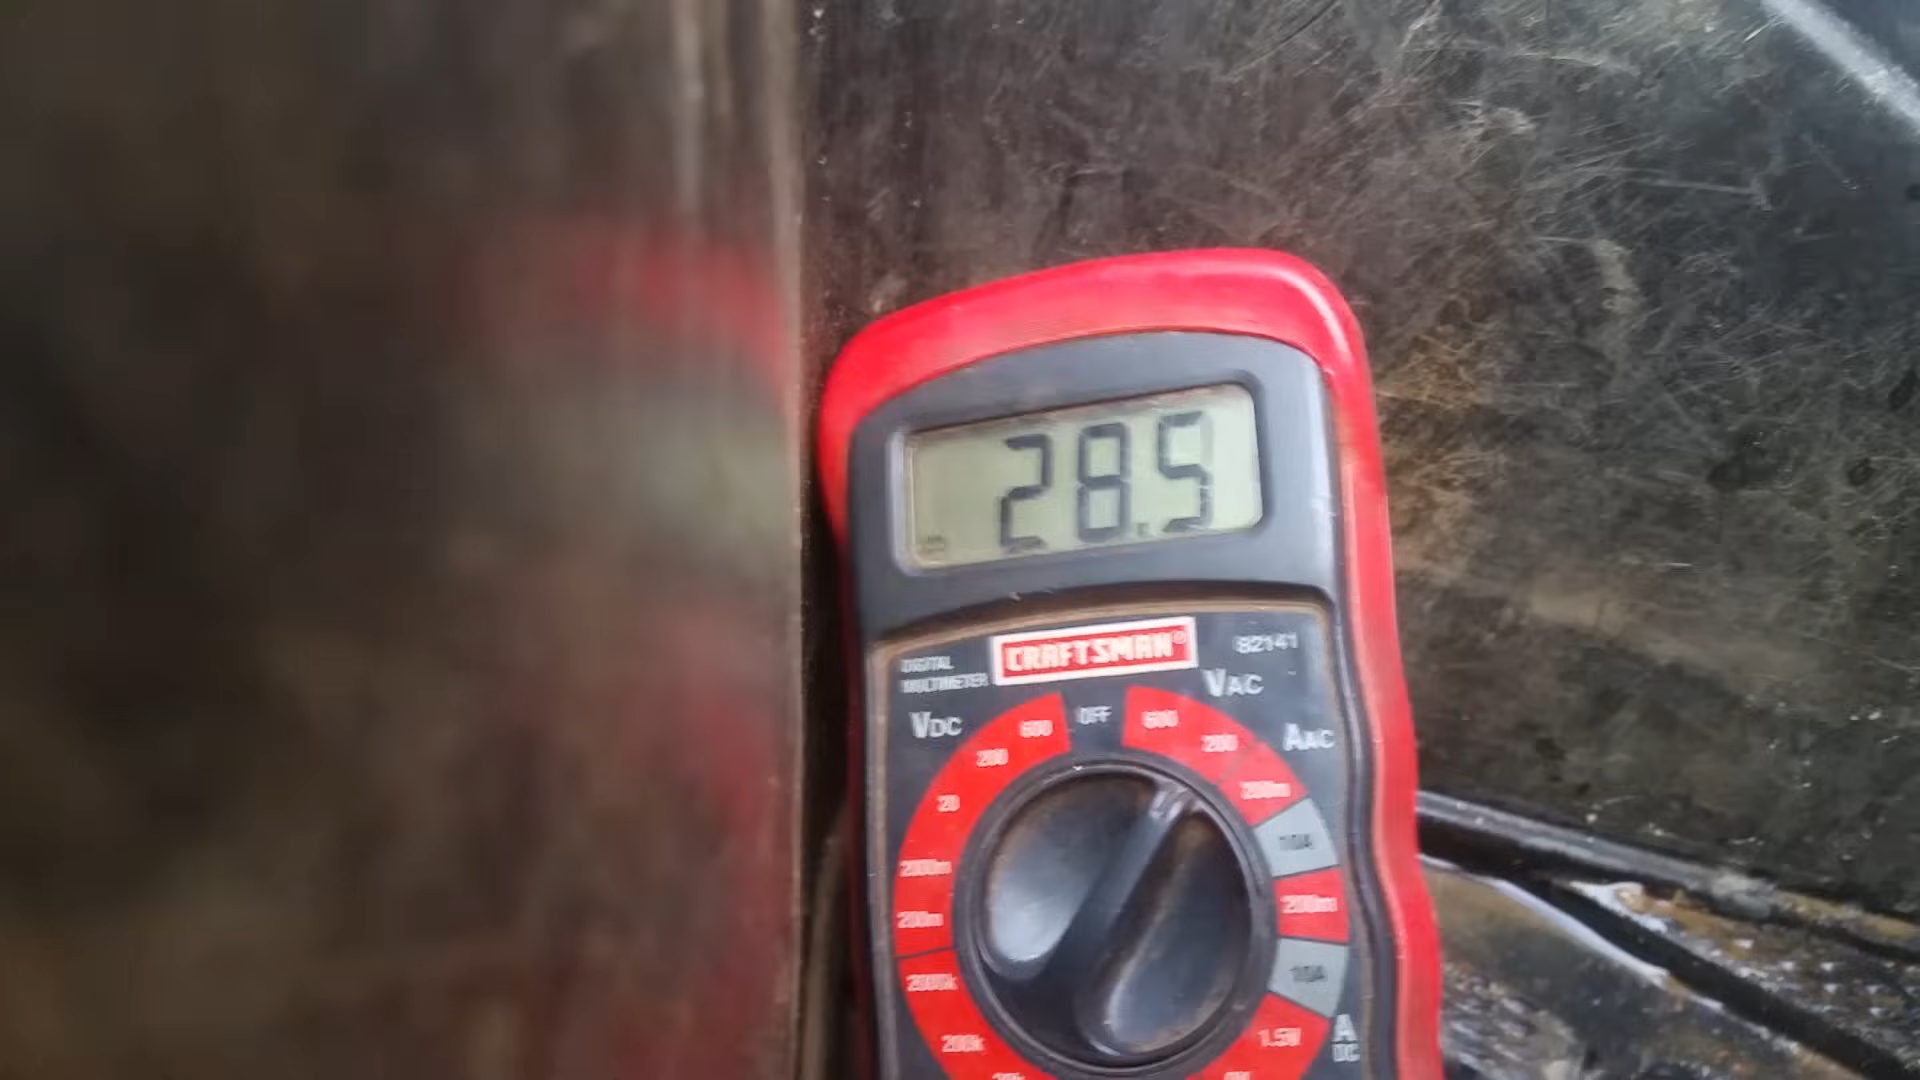 28.5
CRAFTSMAN®
82141
DIGITAL
MULTIMETER
VAC
VDC
OFF
600
600
200
200
AAC
20
200m
10A
2000m
200m
200m
10A
2000k
200k
1.5V
A
DC